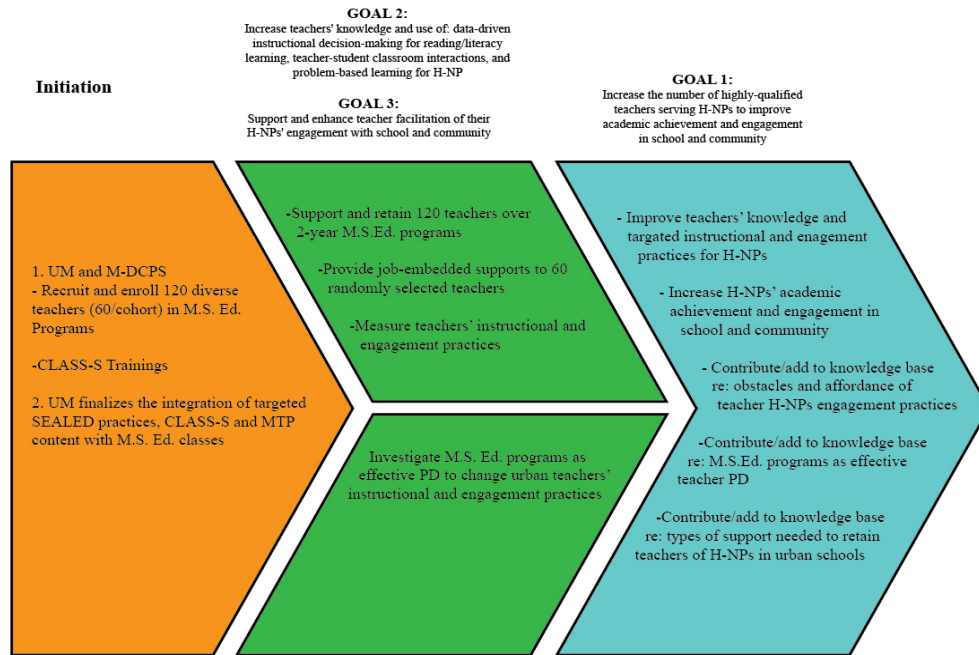 GOAL 2:
Increase teachers' knowledge and use of: data-driven
instructional decision-making for reading/literacy
learning, teacher-student classroom interactions, and
problem-based learning for H-NP
Initiation
GOAL 3:
Support and enhance teacher facilitation of their
H-NPs' engagement with school and community
GOAL 1:
Increase the number of highly-qualified
teachers serving H-NPs to improve
academic achievement and engagement
in school and community
1. UM and M-DCPS
- Recruit and enroll 120 diverse
teachers (60/cohort) in M.S. Ed.
Programs
-CLASS-S Trainings
2. UM finalizes the integration of targeted
SEALED practices, CLASS-S and MTP
content with M.S. Ed. classes
-Support and retain 120 teachers over
2-year M.S.Ed. programs
-Provide job-embedded supports to 60
randomly selected teachers
-Measure teachers' instructional and
engagement practices
Investigate M.S. Ed. programs as
effective PD to change urban teachers'
instructional and engagement practices
- Improve teachers' knowledge and
targeted instructional and enagement
practices for H-NPs
- Increase H-NPs' academic
achievement and engagement in
school and community
- Contribute/add to knowledge base
re: obstacles and affordance of
teacher H-NPs engagement practices
- Contribute/add to knowledge base
re: M.S.Ed. programs as effective
teacher PD
-Contribute/add to knowledge base
re: types of support needed to retain
teachers of H-NPs in urban schools